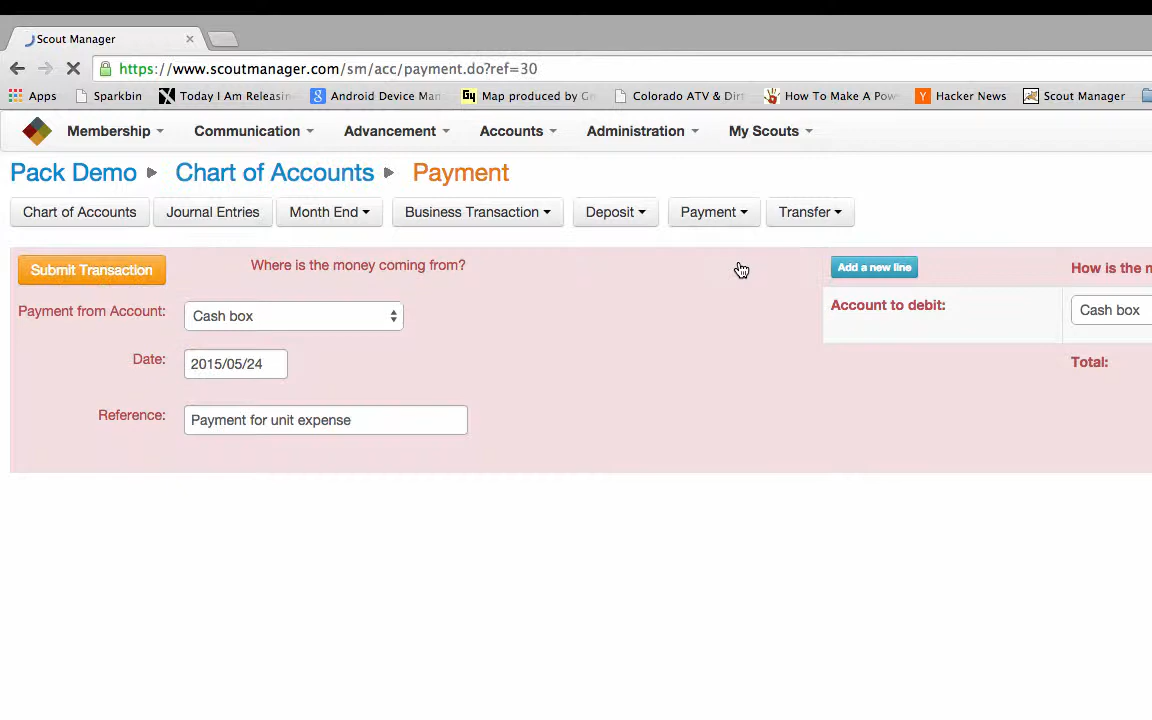 Scout Manager
https://www.scoutmanager.com/sm/acc/payment.do?ref=30
Apps Sparkbin Today I Am Releasin Android Device Man Map produced by G Colorado ATV & Dirt How To Make A Pow Hacker News Scout Manager
Membership Communication Advancement Accounts Administration My Scouts
Pack Demo Chart of Accounts Payment
Chart of Accounts Journal Entries Month End Business Transaction Deposit Payment Transfer
Submit Transaction Where is the money coming from? Add a new line How is the
Payment from Account: Cash box Account to debit: Cash box
Date: 2015/05/24 Total:
Reference: Payment for unit expense